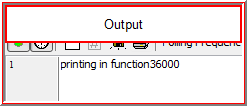 Output
Polling Frequenc
1 printing in function36000